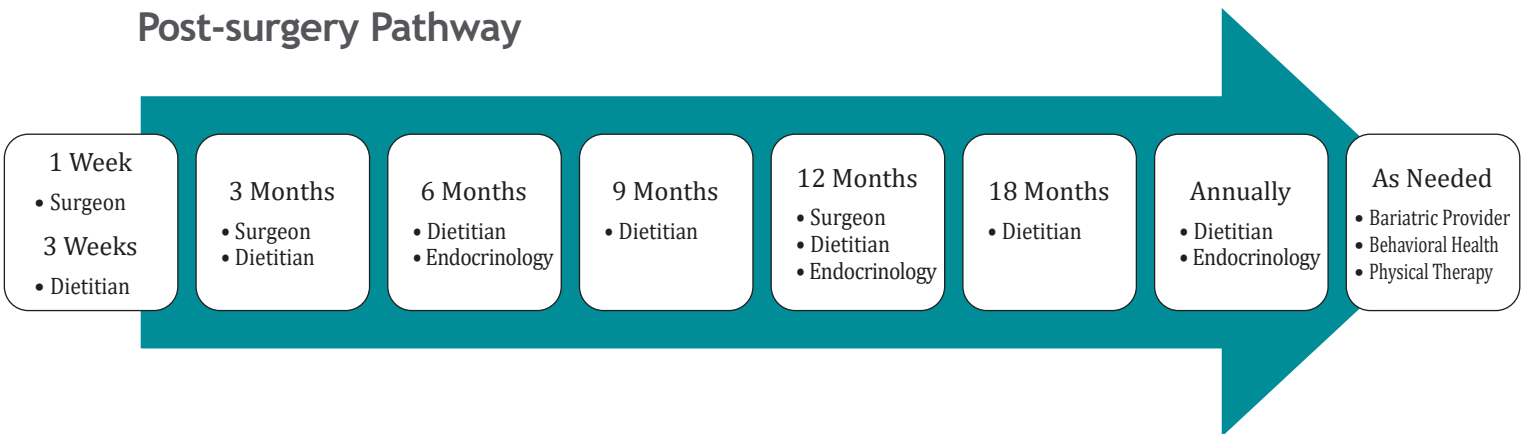 Post-surgery Pathway
1 Week
• Surgeon
3 Weeks
• Dietitian
3 Months
• Surgeon
• Dietitian
6 Months
• Dietitian
• Endocrinology
9 Months
• Dietitian
12 Months
• Surgeon
• Dietitian
• Endocrinology
18 Months
• Dietitian
Annually
• Dietitian
• Endocrinology
As Needed
• Bariatric Provider
• Behavioral Health
• Physical Therapy